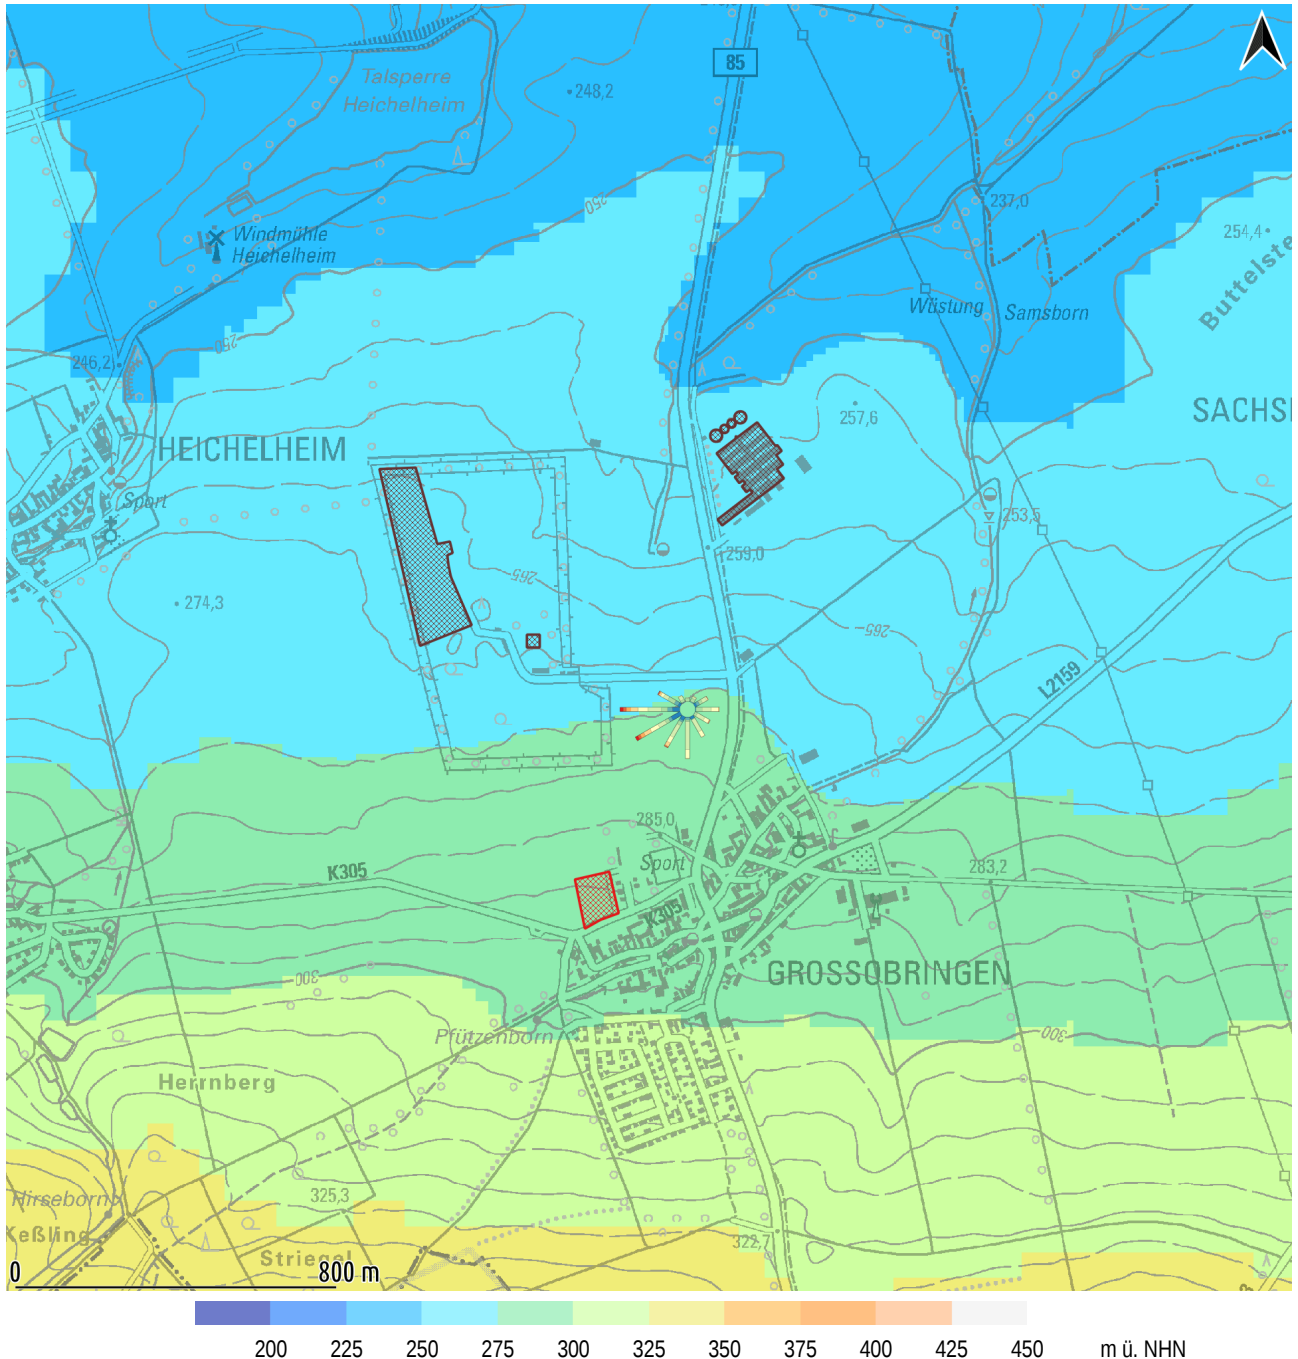 85
Talsperre
Heichelheim
248,2
250
237,0
254,4
Buttelste
Windmühle
Heichelheim
Wüstung Samsborn
250
246,2
257,6
SACHS
HEICHELHEIM
Sport
253,5
259,0
265
274,3
265
L2159
285,0
Sport
283,2
K305
K305
GROSSOBRINGEN
300
300
Pfützenborn
Herrnberg
325,3
Hirseborn
Keßling
Striegel
322,7
0 800 m
200 225 250 275 300 325 350 375 400 425 450 m ü. NHN